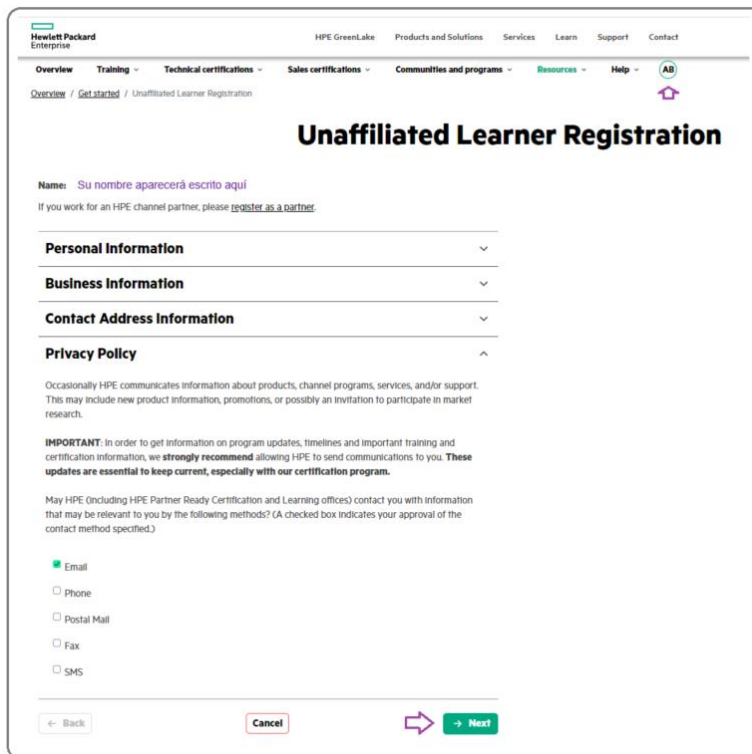 Hewlett Packard
Enterprise
HPE GreenLake Products and Solutions Services Learn Support Contact
Overview Training Technical certifications Sales certifications Communities and programs Resources Help AB
Overview / Get started / Unaffiliated Learner Registration
Unaffiliated Learner Registration
Name: Su nombre aparecerá escrito aquí
If you work for an HPE channel partner, please register as a partner.
Personal Information
Business Information
Contact Address Information
Privacy Policy
Occasionally HPE communicates information about products, channel programs, services, and/or support.
This may include new product information, promotions, or possibly an invitation to participate in market
research.
IMPORTANT: In order to get information on program updates, timelines and important training and
certification information, we strongly recommend allowing HPE to send communications to you. These
updates are essential to keep current, especially with our certification program.
May HPE (including HPE Partner Ready Certification and Learning offices) contact you with information
that may be relevant to you by the following methods? (A checked box indicates your approval of the
contact method specified.)
Email
Phone
Postal Mail
Fax
SMS
← Back Cancel → Next